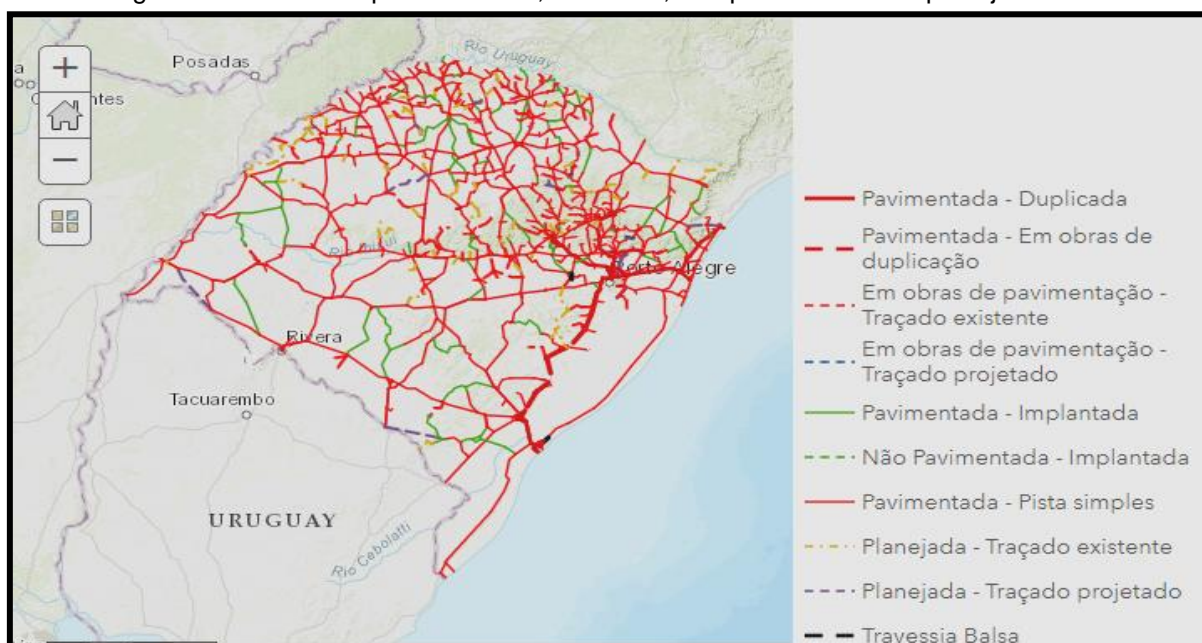 Posadas
Rio Uruguay
ntes
Porto Alegre
Rivera
Tacuarembo
URUGUAY
Rio Cebolatti
Pavimentada - Duplicada
Pavimentada - Em obras de
duplicação
Em obras de pavimentação -
Traçado existente
Em obras de pavimentação -
Traçado projetado
Pavimentada - Implantada
Não Pavimentada - Implantada
Pavimentada - Pista simples
Planejada - Traçado existente
Planejada - Traçado projetado
Travessia Balsa